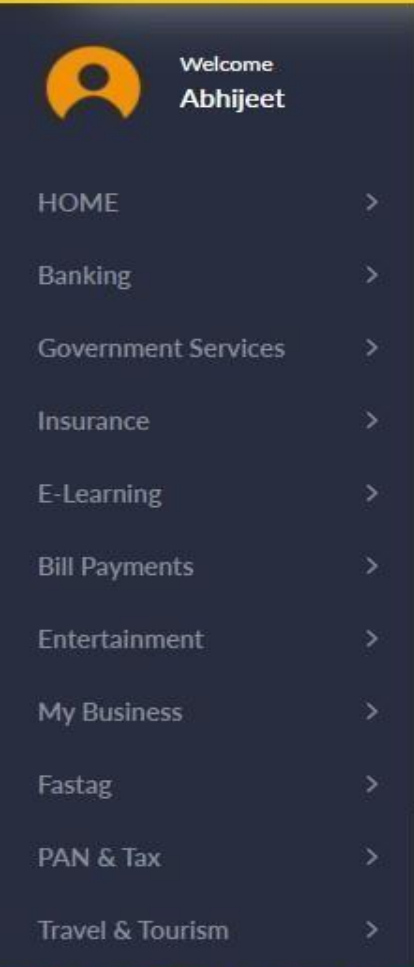 Welcome
Abhijeet
HOME
Banking
Government Services
Insurance
E-Learning
Bill Payments
Entertainment
My Business
Fastag
PAN & Tax
Travel & Tourism